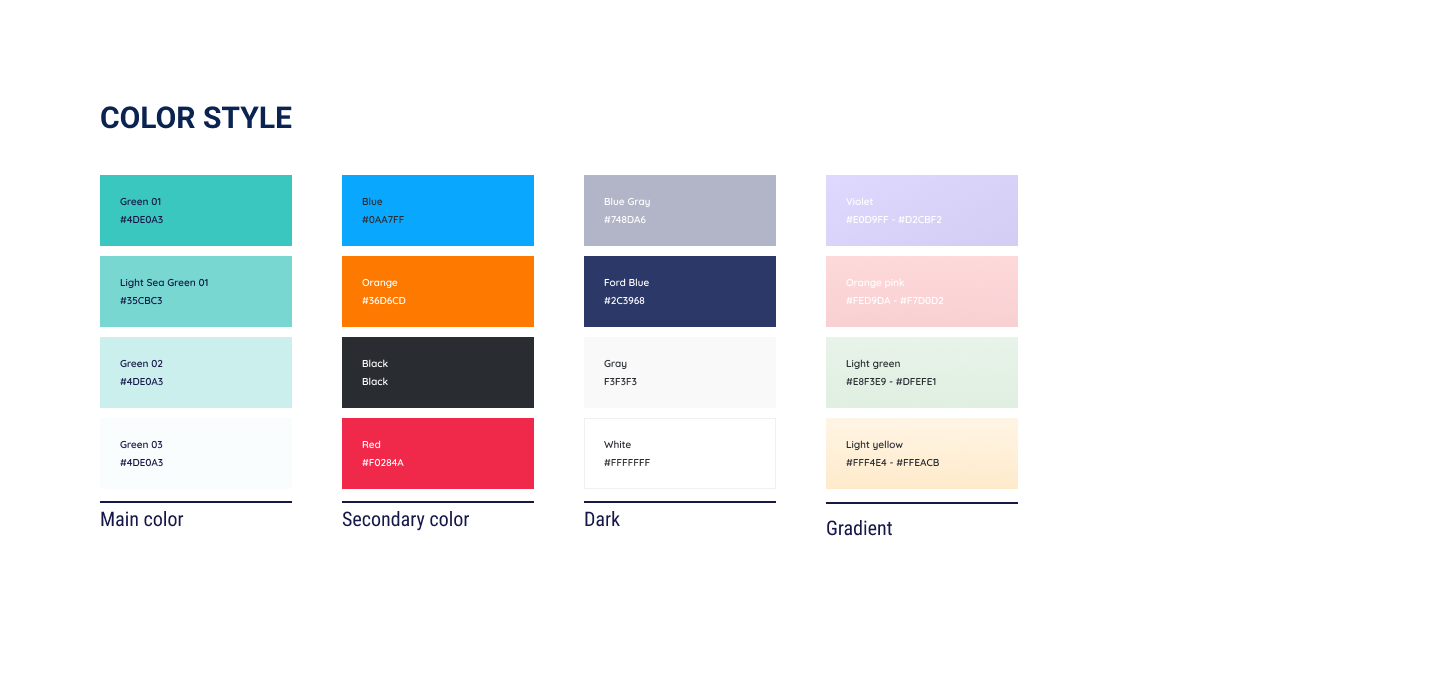 COLOR STYLE
Green 01
#4DE0A3
Light Sea Green 01
#35CBC3
Green 02
#4DE0A3
Green 03
#4DE0A3
Main color
Blue
#0AA7FF
Orange
#36D6CD
Black
Black
Red
#F0284A
Secondary color
Blue Gray
#748DA6
Ford Blue
#2C3968
Gray
F3F3F3
White
#FFFFFFF
Dark
Violet
#E0D9FF - #D2CBF2
Orange pink
#FED9DA - #F7D0D2
Light green
#E8F3E9 - #DFEFE1
Light yellow
#FFF4E4 - #FFEACB
Gradient